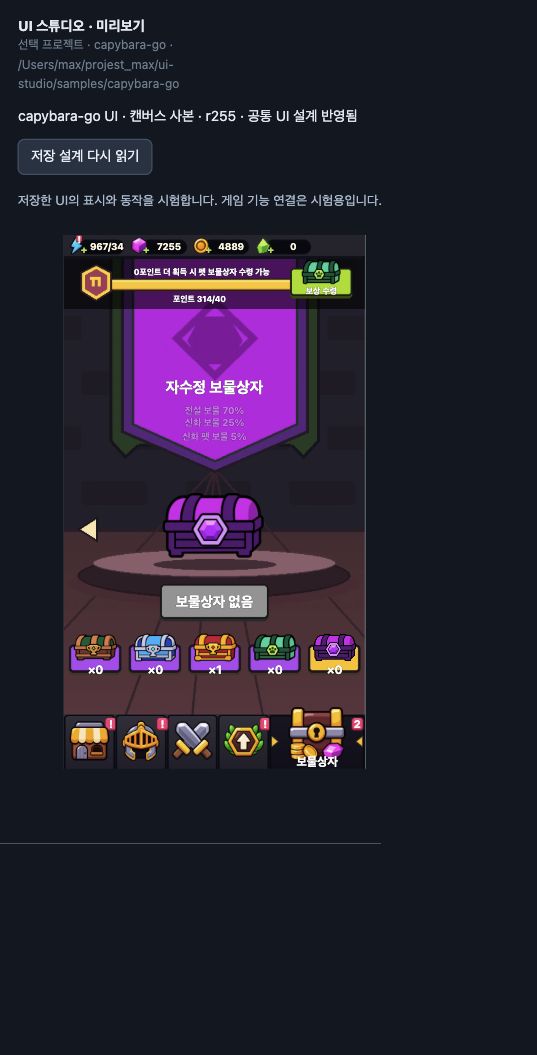 UI 스튜디오 · 미리보기
선택 프로젝트 · capybara-go ·
/Users/max/projest_max/ui-
studio/samples/capybara-go
capybara-go UI · 캔버스 사본 · r255 · 공통 UI 설계 반영됨
저장 설계 다시 읽기
저장한 UI의 표시와 동작을 시험합니다. 게임 기능 연결은 시험용입니다.
967/34 7255 4889 0
0포인트 더 획득 시 펫 보물상자 수령 가능
보상 수령
포인트 314/40
자수정 보물상자
전설 보물 70%
신화 보물 25%
신화 펫 보물 5%
보물상자 없음
×0 ×0 ×1 ×0 ×0
! ! ! 2
보물상자